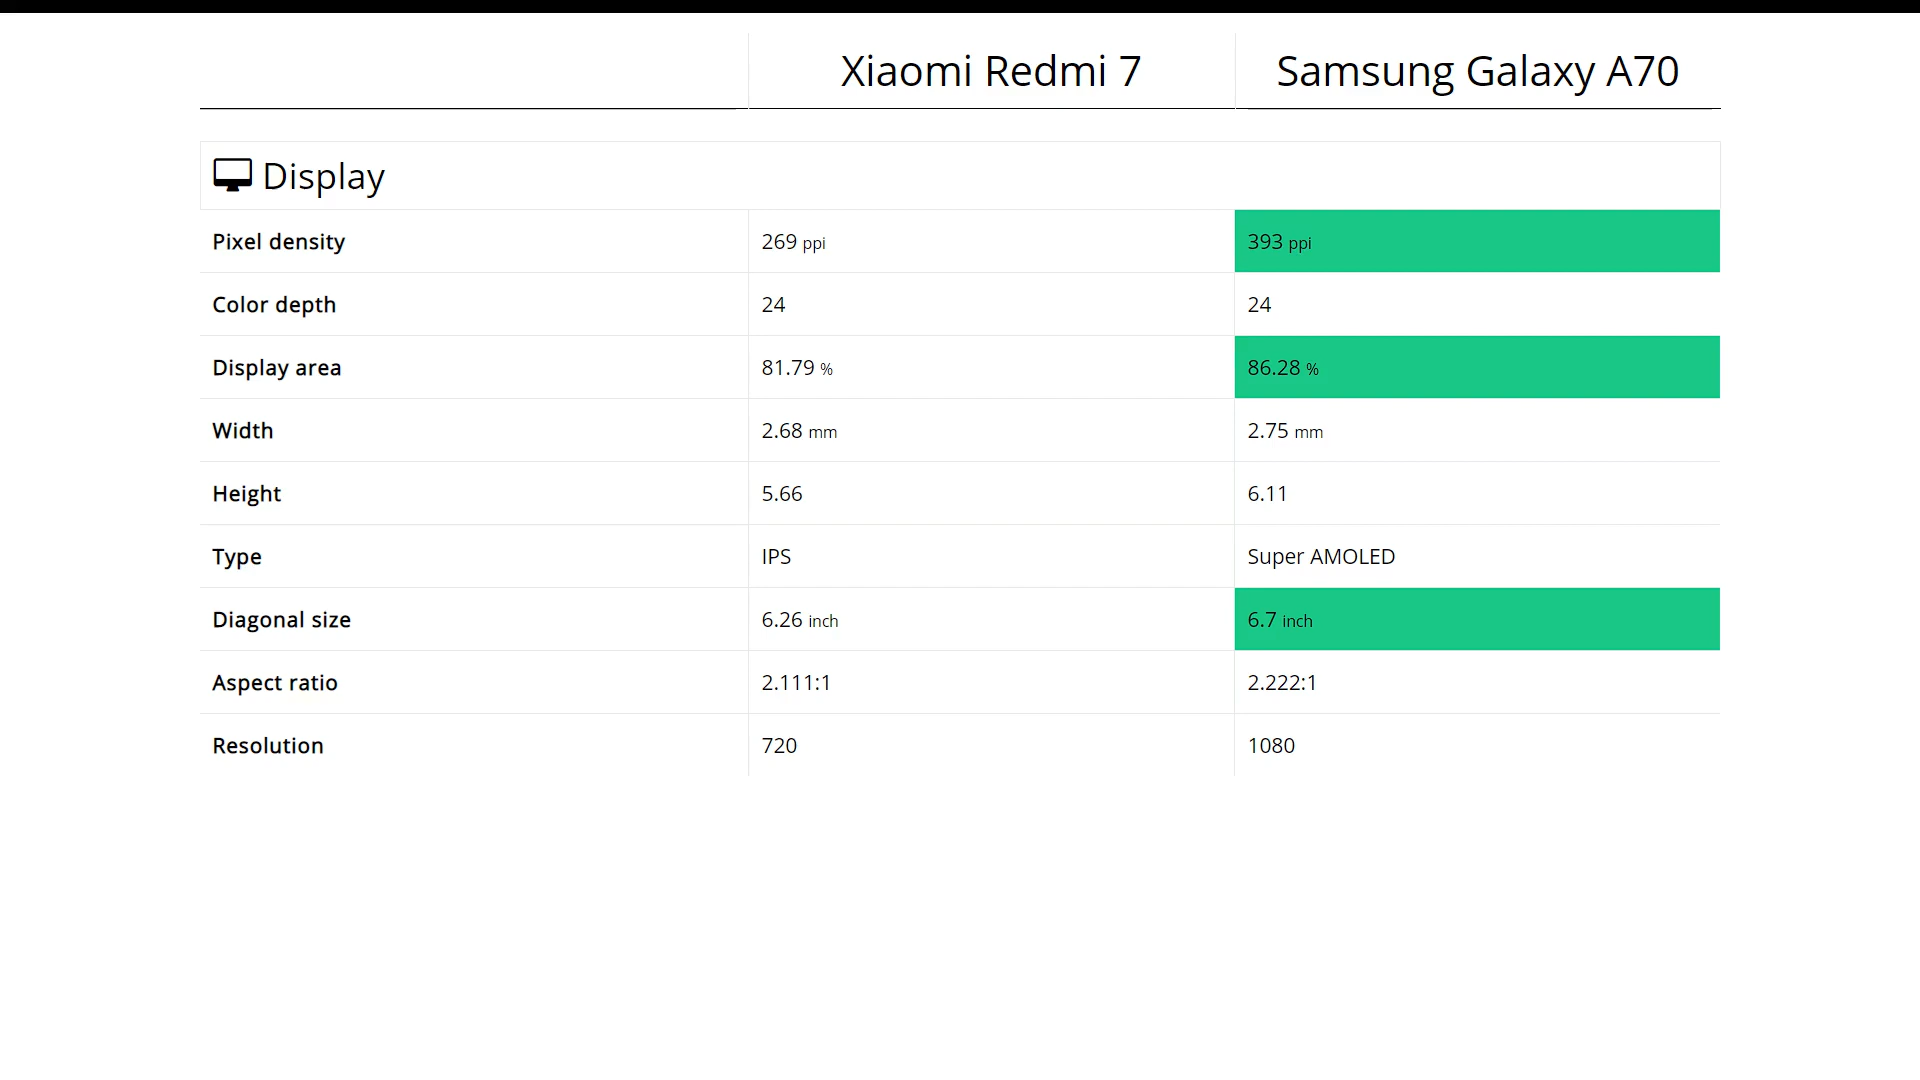 Xiaomi Redmi 7 Samsung Galaxy A70
Display
Pixel density 269 ppi 393 ppi
Color depth 24 24
Display area 81.79 % 86.28 %
Width 2.68 mm 2.75 mm
Height 5.66 6.11
Type IPS Super AMOLED
Diagonal size 6.26 inch 6.7 inch
Aspect ratio 2.111:1 2.222:1
Resolution 720 1080